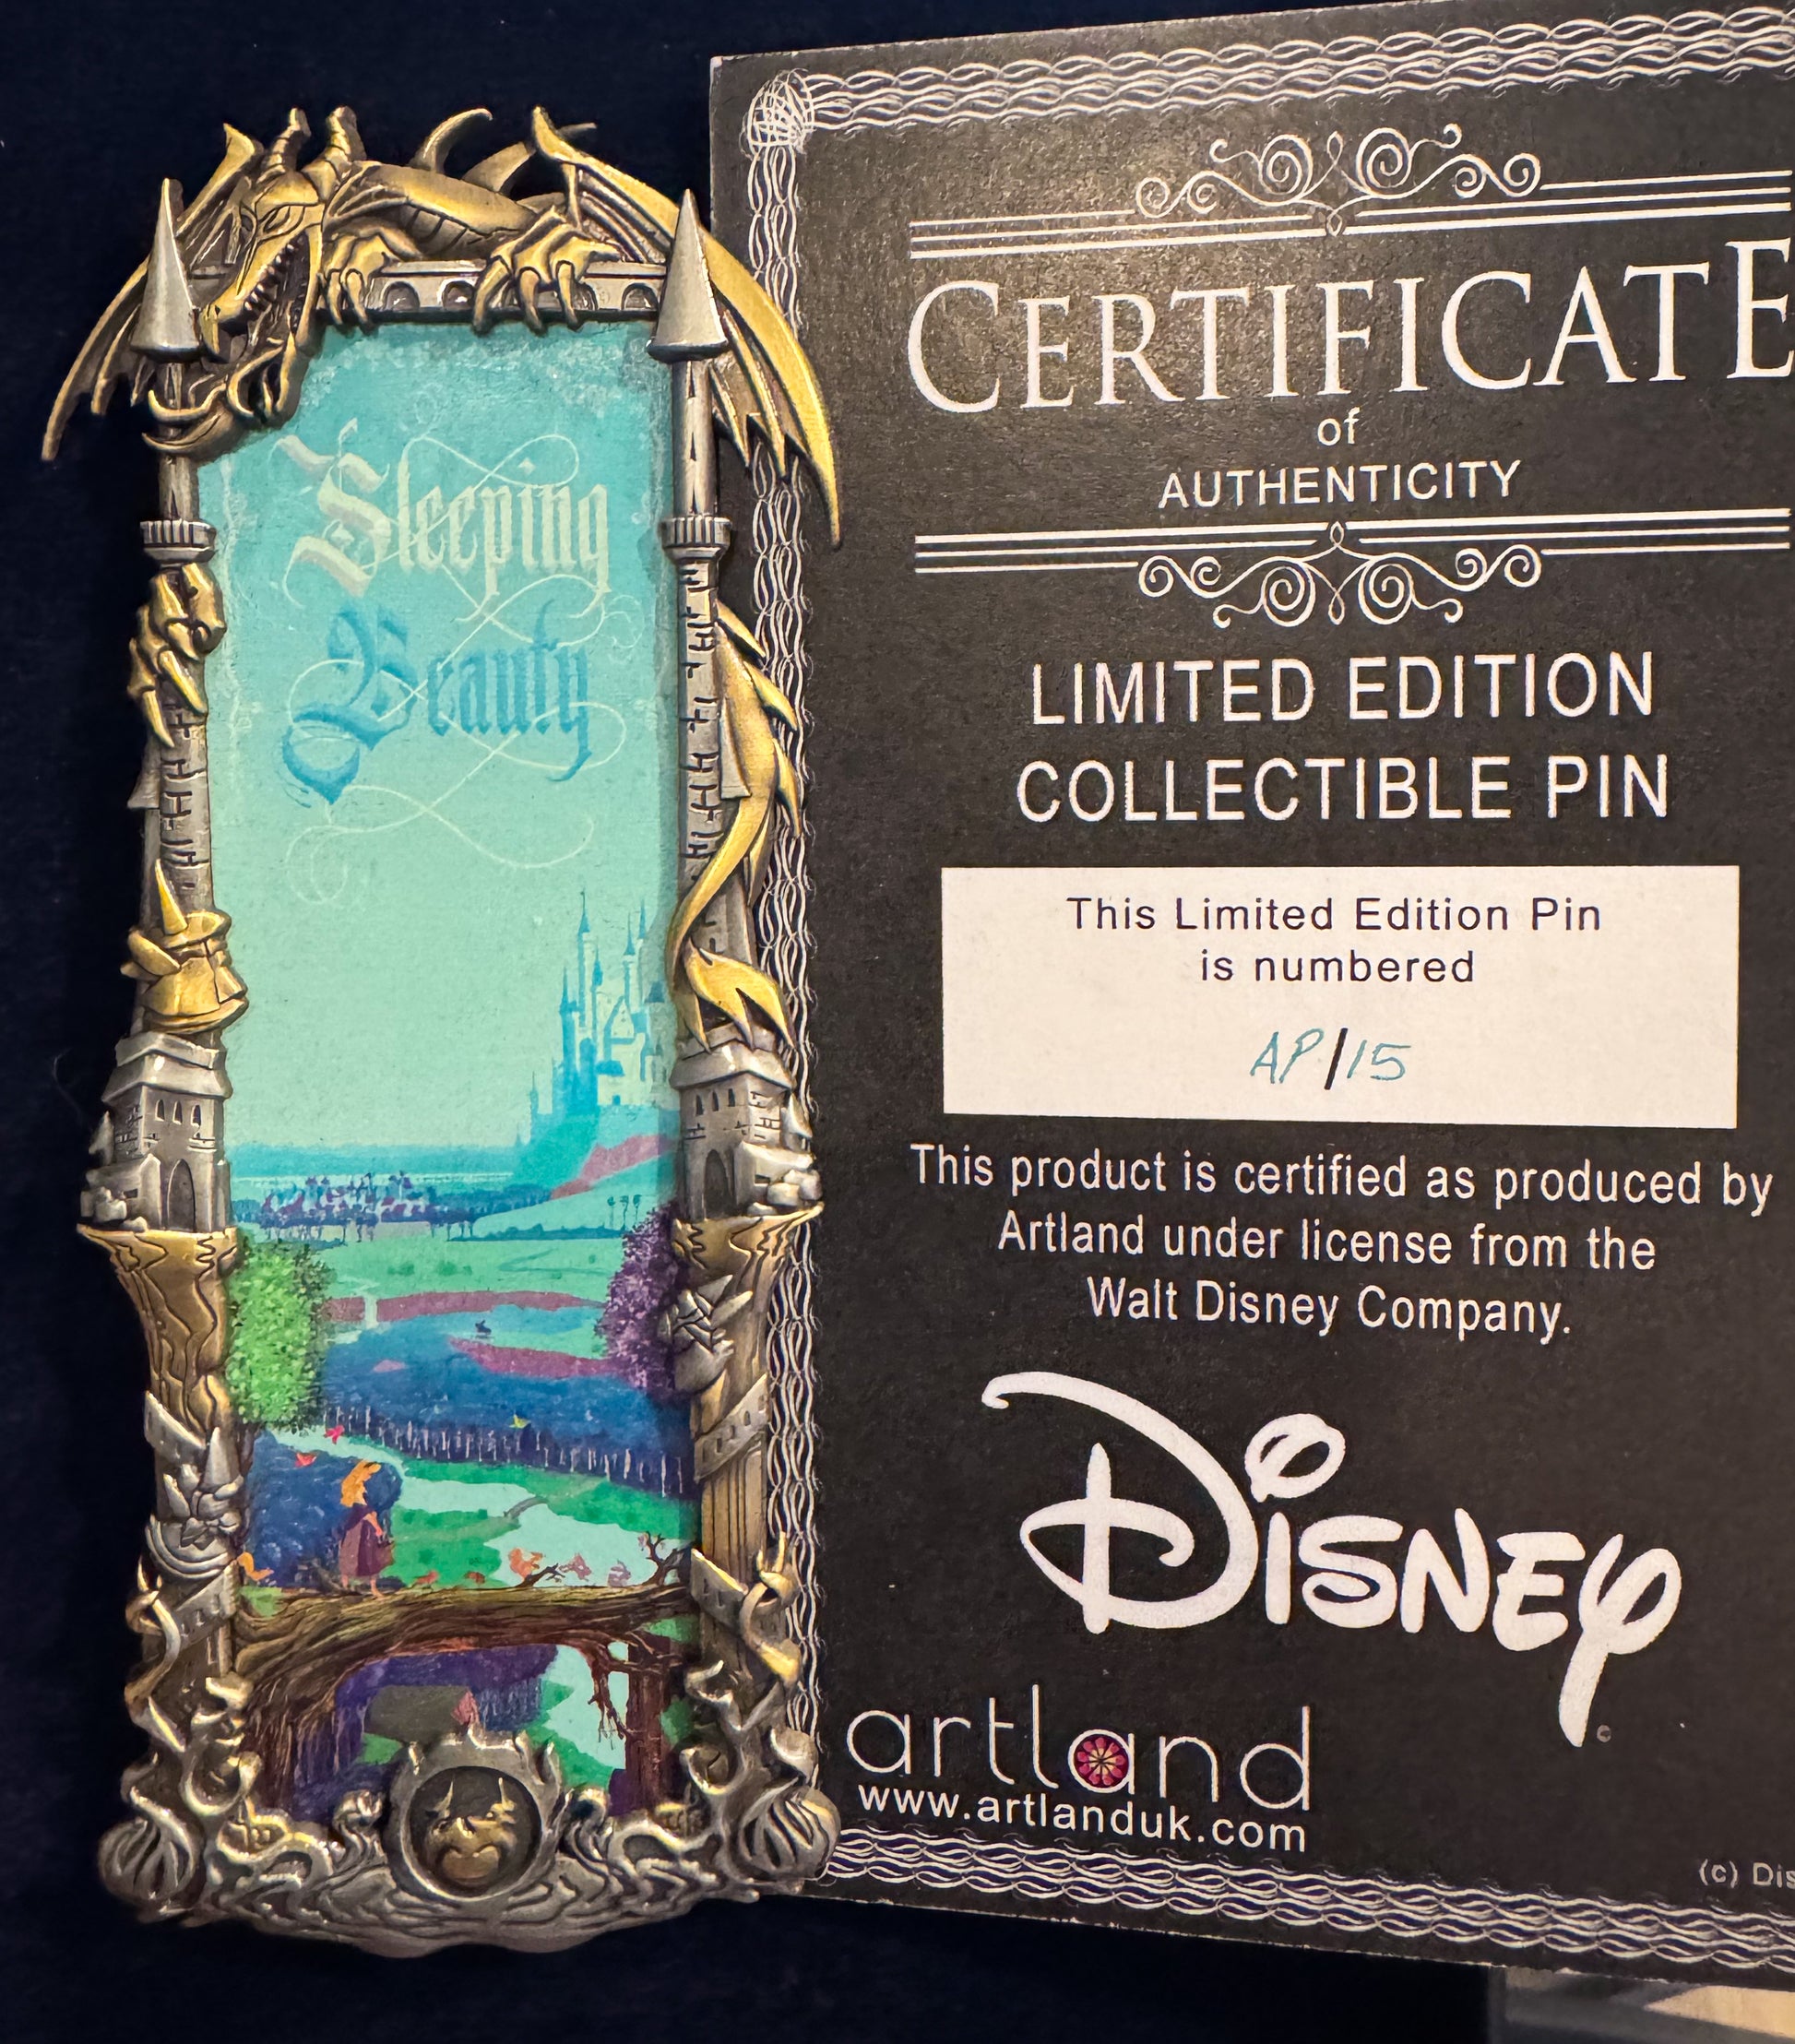 Sleeping
Beauty
CERTIFICATE
of
AUTHENTICITY
LIMITED EDITION
COLLECTIBLE PIN
This Limited Edition Pin
is numbered
AP/15
This product is certified as produced by
Artland under license from the
Walt Disney Company.
Disney
artland
www.artlanduk.com
(c) Dis